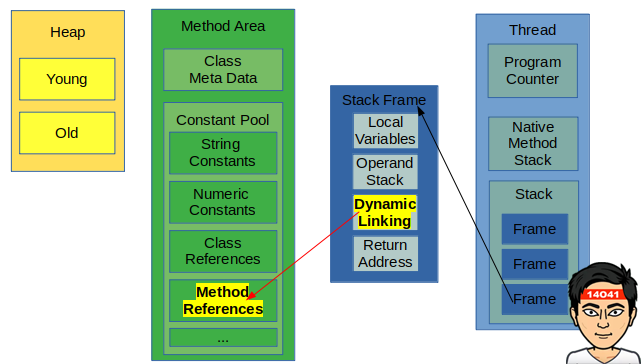 Heap
Young
Old
Method Area
Class
Meta Data
Constant Pool
String
Constants
Numeric
Constants
Class
References
Method
References
...
Stack Frame
Local
Variables
Operand
Stack
Dynamic
Linking
Return
Address
Thread
Program
Counter
Native
Method
Stack
Stack
Frame
Frame
Frame
14041